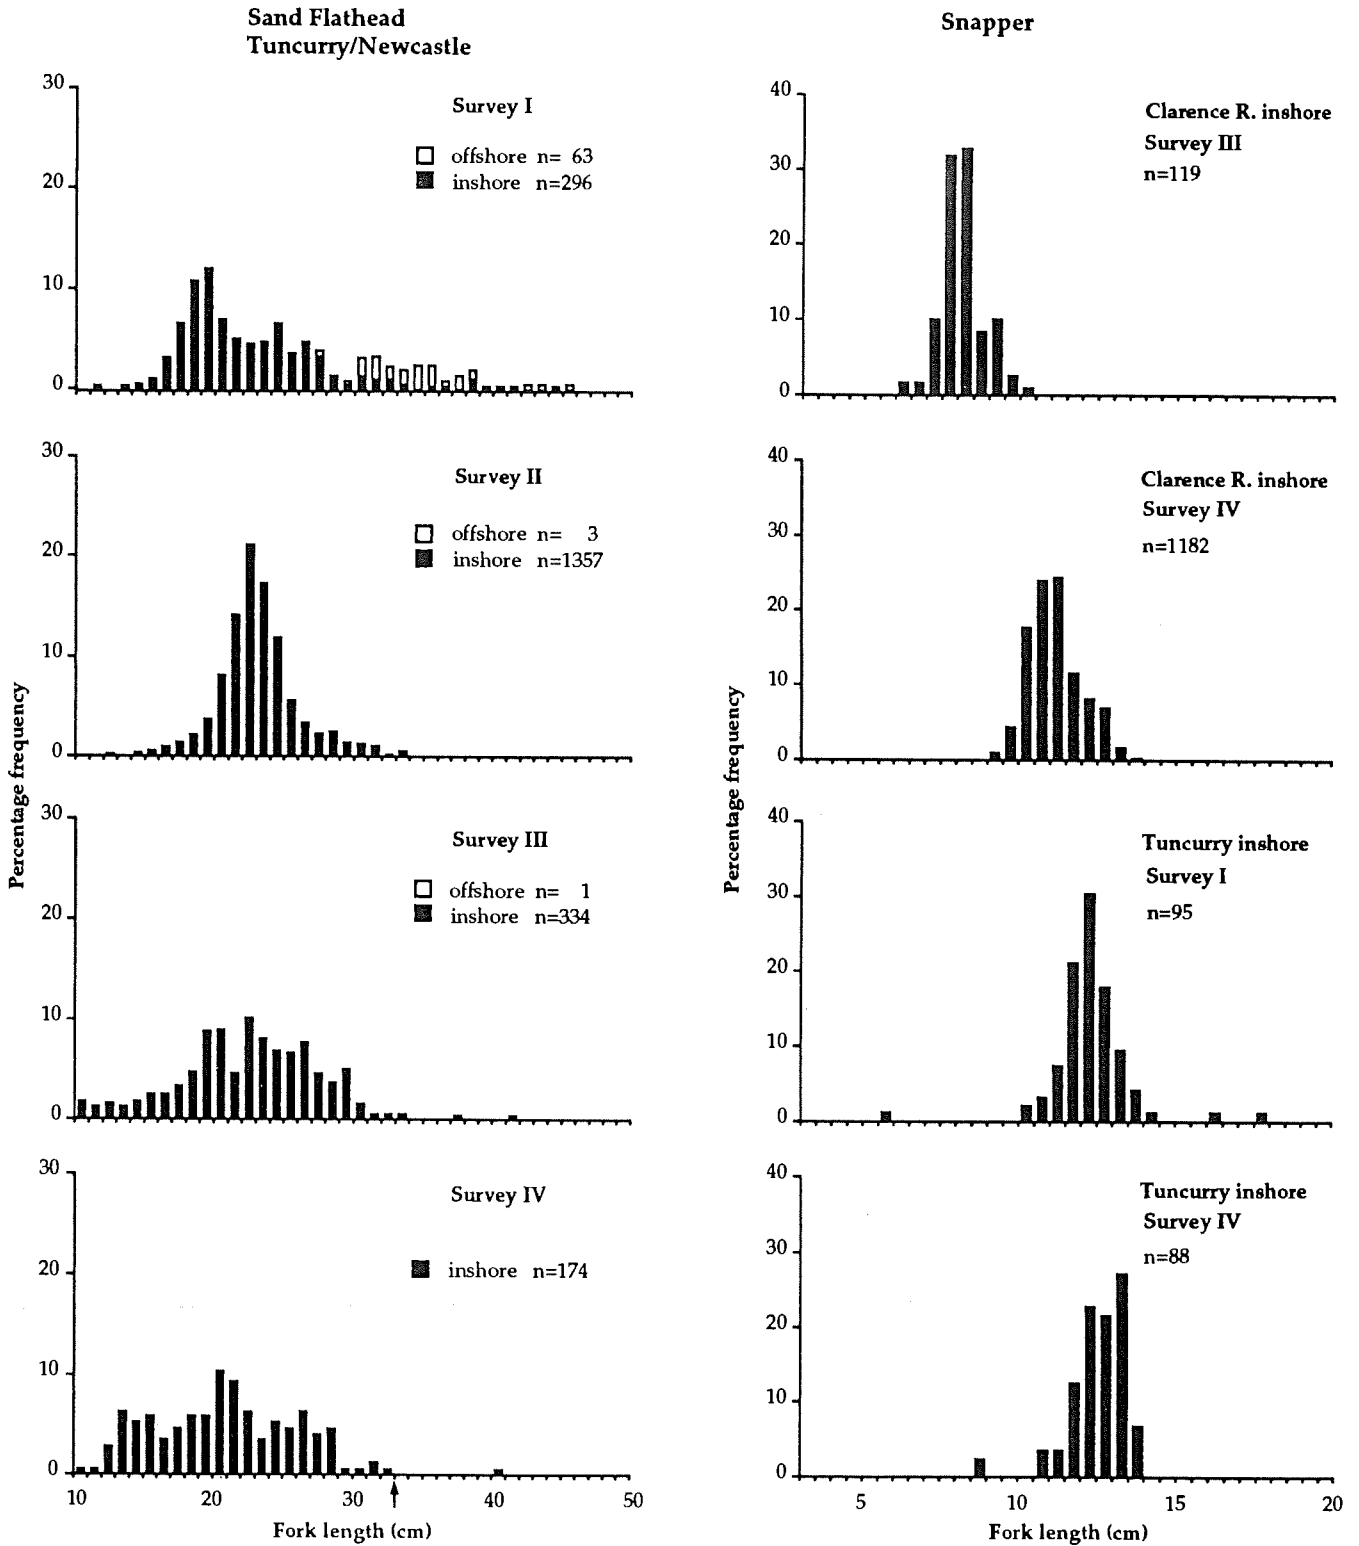 Sand Flathead
Tuncurry/Newcastle
30
20
10
0
Survey I
offshore n= 63
inshore n=296
30
20
10
0
Survey II
offshore n= 3
inshore n=1357
30
20
10
0
Survey III
offshore n= 1
inshore n=334
30
20
10
0
Survey IV
inshore n=174
10 20 30 40 50
Fork length (cm)
Percentage frequency
Snapper
40
30
20
10
0
Clarence R. inshore
Survey III
n=119
40
30
20
10
0
Clarence R. inshore
Survey IV
n=1182
40
30
20
10
0
Tuncurry inshore
Survey I
n=95
40
30
20
10
0
Tuncurry inshore
Survey IV
n=88
5 10 15 20
Fork length (cm)
Percentage frequency